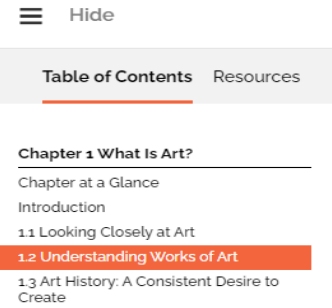 Hide
Table of Contents Resources
Chapter 1 What Is Art?
Chapter at a Glance
Introduction
1.1 Looking Closely at Art
1.2 Understanding Works of Art
1.3 Art History: A Consistent Desire to
Create